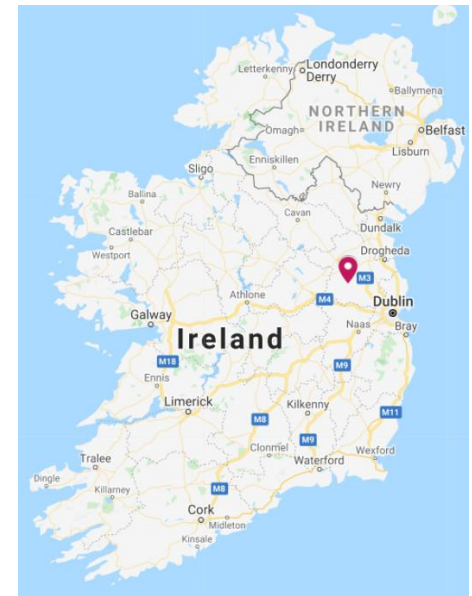 Letterkenny
Londonderry
Derry
Ballymena
NORTHERN
IRELAND
Omagh
Belfast
Lisburn
Enniskillen
Sligo
Newry
Ballina
Cavan
Dundalk
Castlebar
Westport
Drogheda
M3
Athlone
M4
Dublin
Galway
Ireland
Naas
Bray
M18
M9
Ennis
Limerick
Kilkenny
M11
M8
Clonmel
M9
Wexford
Tralee
Waterford
Dingle
Killarney
M8
Cork
Midleton
Kinsale